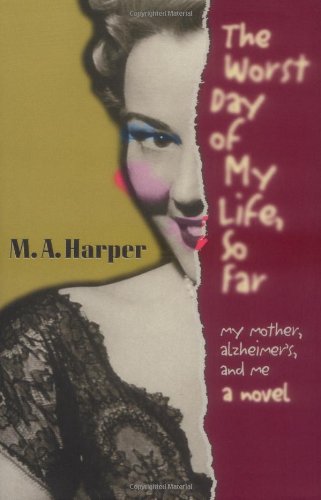 The
Worst
Day
of
My
Life,
So
Far
M. A. Harper
my mother,
alzheimer's,
and me
a novel